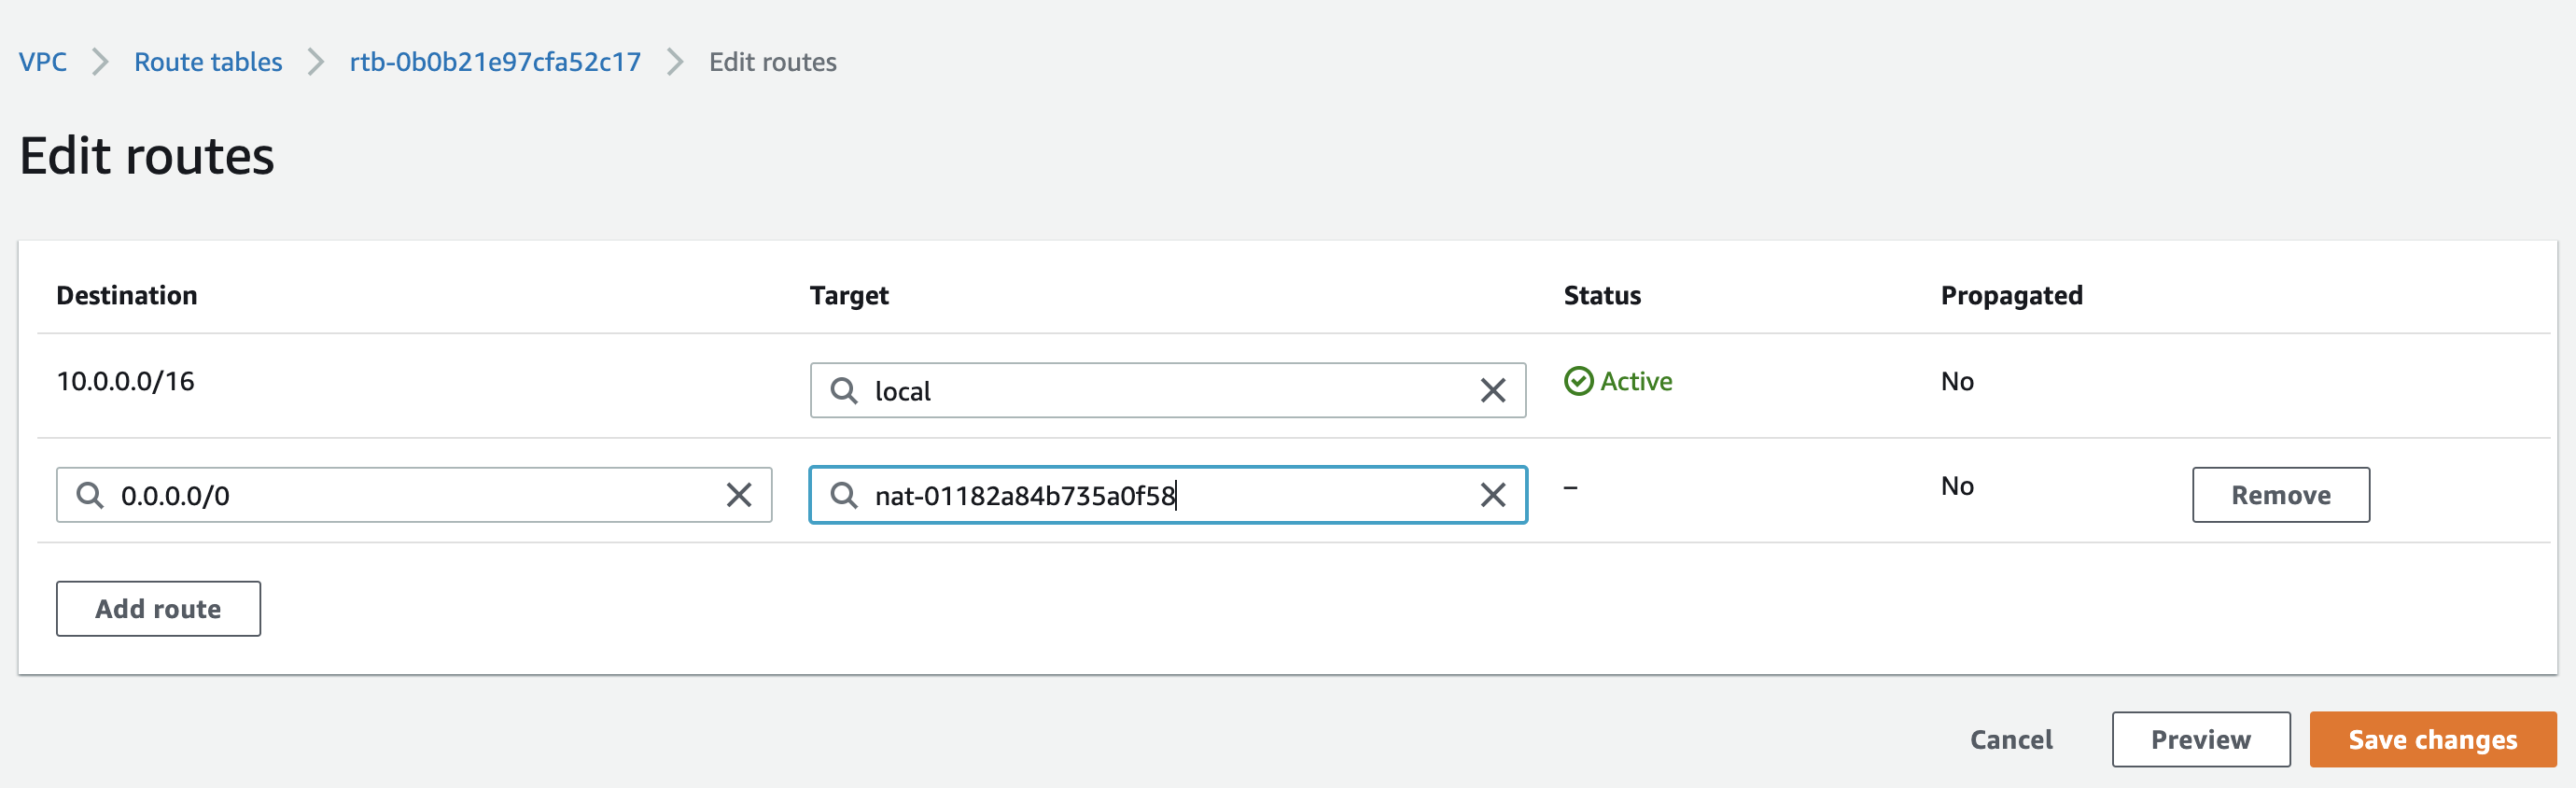 VPC Route tables rtb-0b0b21e97cfa52c17 Edit routes
Edit routes
Destination Target Status Propagated
10.0.0.0/16 local Active No
0.0.0.0/0 nat-01182a84b735a0f58 – No Remove
Add route
Cancel Preview Save changes